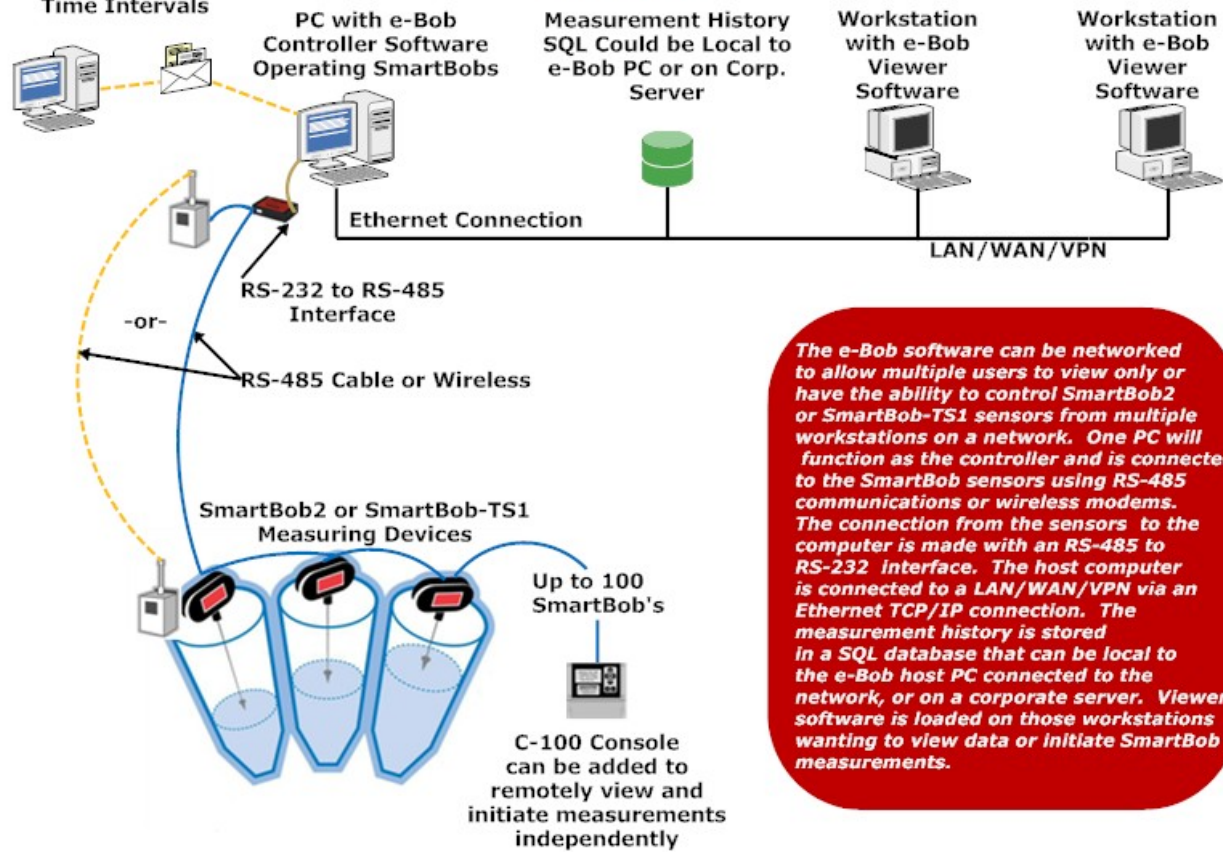 Time Intervals
PC with e-Bob
Controller Software
Operating SmartBobs
Measurement History
SQL Could be Local to
e-Bob PC or on Corp.
Server
Workstation
with e-Bob
Viewer
Software
Workstation
with e-Bob
Viewer
Software
Ethernet Connection
LAN/WAN/VPN
RS-232 to RS-485
Interface
-or-
RS-485 Cable or Wireless
SmartBob2 or SmartBob-TS1
Measuring Devices
Up to 100
SmartBob's
C-100 Console
can be added to
remotely view and
initiate measurements
independently
The e-Bob software can be networked
to allow multiple users to view only or
have the ability to control SmartBob2
or SmartBob-TS1 sensors from multiple
workstations on a network. One PC will
function as the controller and is connecte
to the SmartBob sensors using RS-485
communications or wireless modems.
The connection from the sensors to the
computer is made with an RS-485 to
RS-232 interface. The host computer
is connected to a LAN/WAN/VPN via an
Ethernet TCP/IP connection. The
measurement history is stored
in a SQL database that can be local to
the e-Bob host PC connected to the
network, or on a corporate server. Viewer
software is loaded on those workstations
wanting to view data or initiate SmartBob
measurements.